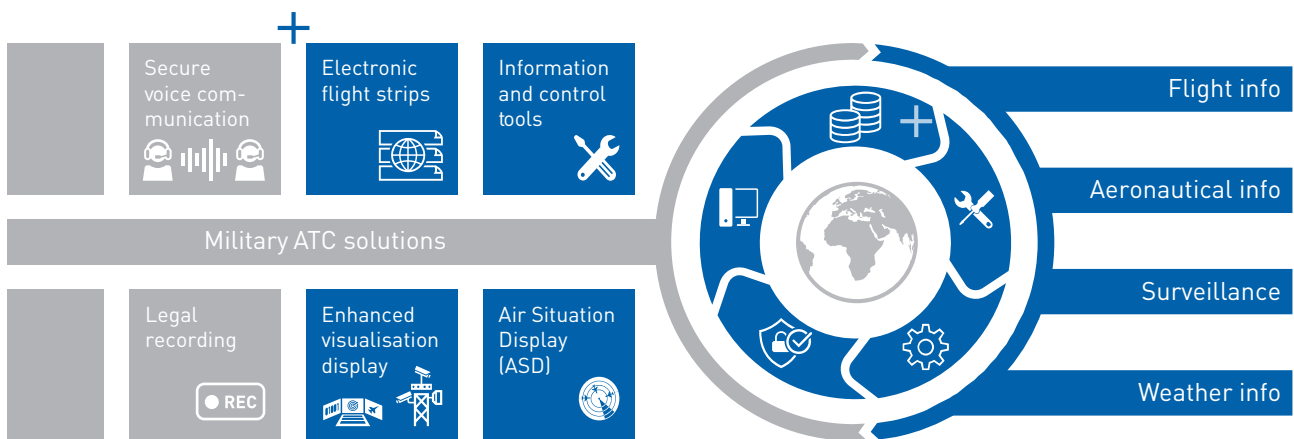 Secure
voice com-
munication
Electronic
flight strips
Information
and control
tools
Flight info
Aeronautical info
Military ATC solutions
Surveillance
Legal
recording
REC
Enhanced
visualisation
display
Air Situation
Display
(ASD)
Weather info